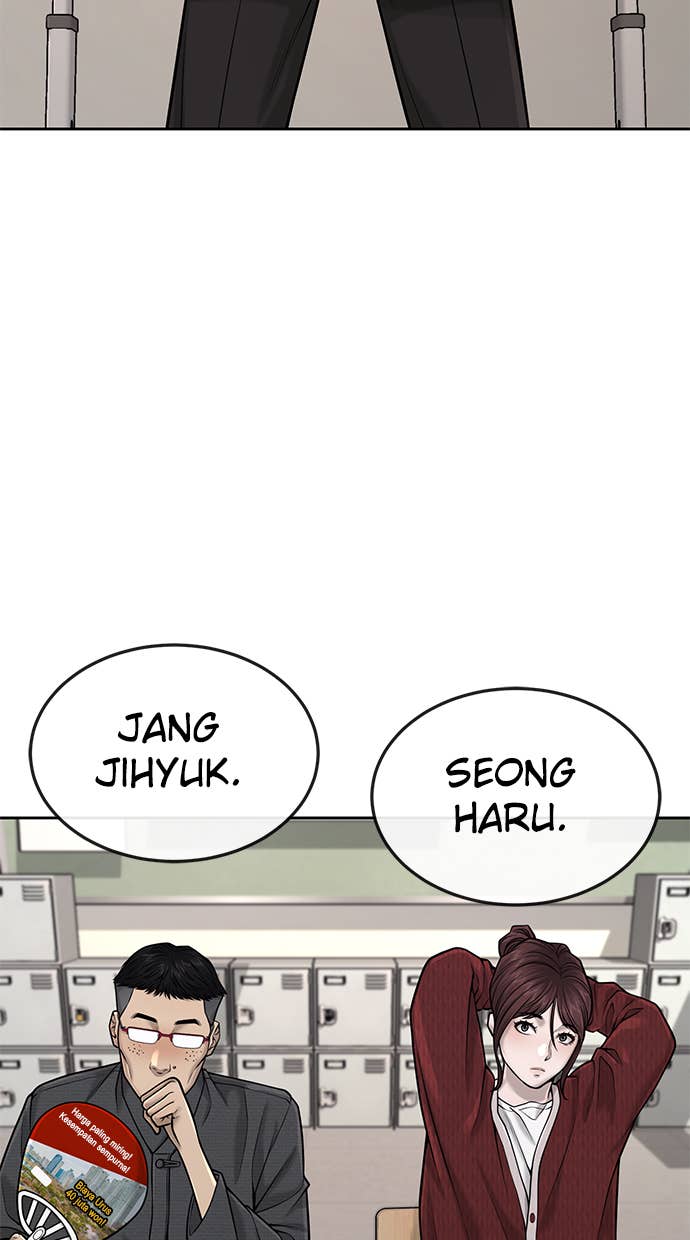 JANG
JIHYUK.
SEONG
HARU.
Harga paling miring!
Kesempatan sempurna!
Biaya Urus
40 juta won!